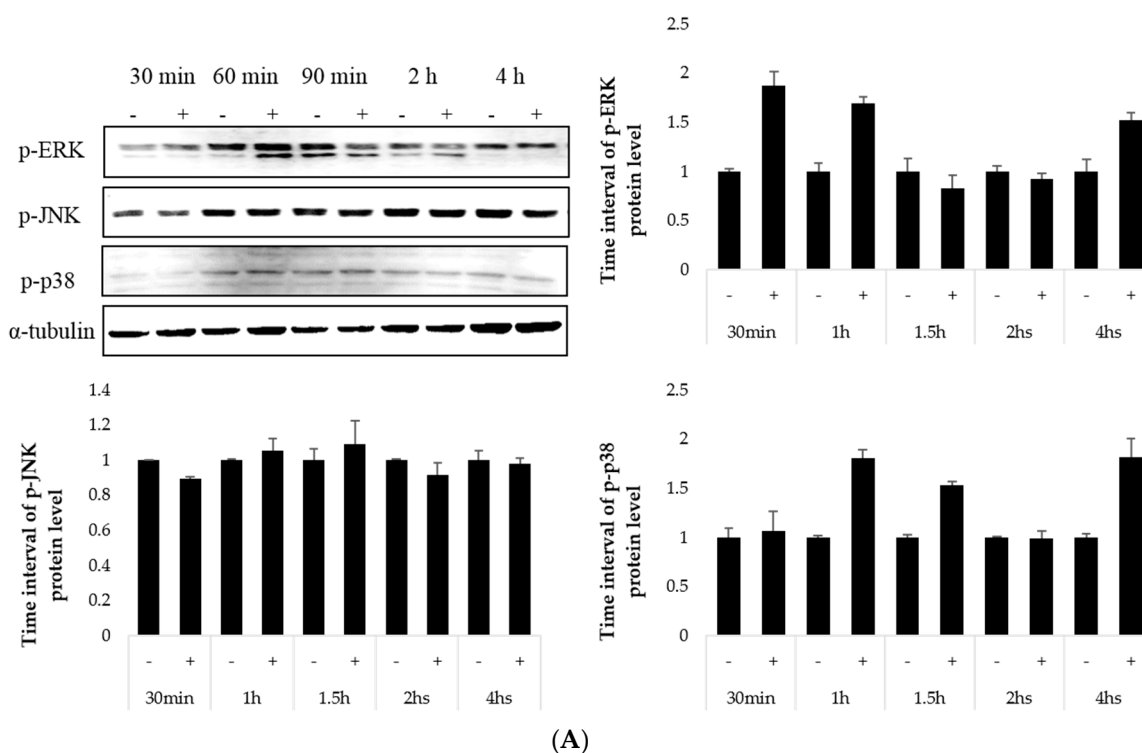 30 min 60 min 90 min 2 h 4 h
- + - + - + - + - +
p-ERK
p-JNK
p-p38
α-tubulin
Time interval of p-ERK
protein level
2.5
2
1.5
1
0.5
0
- + - + - + - + - +
30min 1h 1.5h 2hs 4hs
Time interval of p-JNK
protein level
1.4
1.2
1
0.8
0.6
0.4
0.2
0
- + - + - + - + - +
30min 1h 1.5h 2hs 4hs
Time interval of p-p38
protein level
2.5
2
1.5
1
0.5
0
- + - + - + - + - +
30min 1h 1.5h 2hs 4hs
(A)